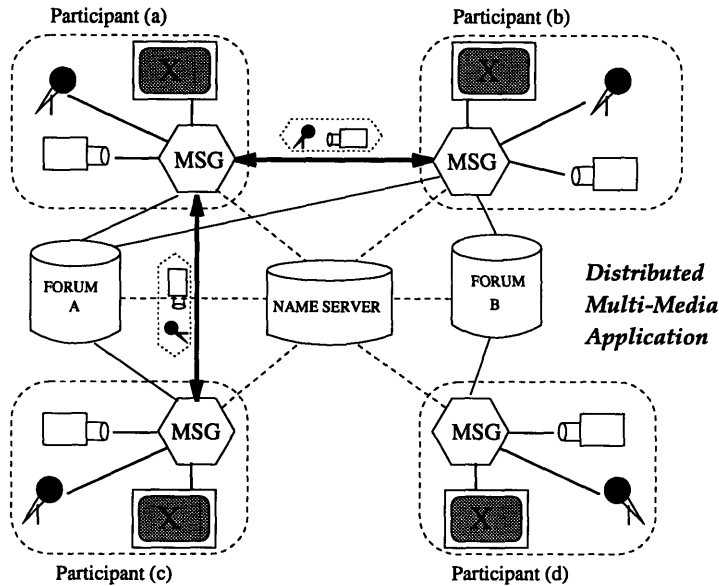 Participant (a)
Participant (b)
X
X
MSG
MSG
FORUM
A
NAME SERVER
FORUM
B
Distributed
Multi-Media
Application
MSG
MSG
X
X
Participant (c)
Participant (d)